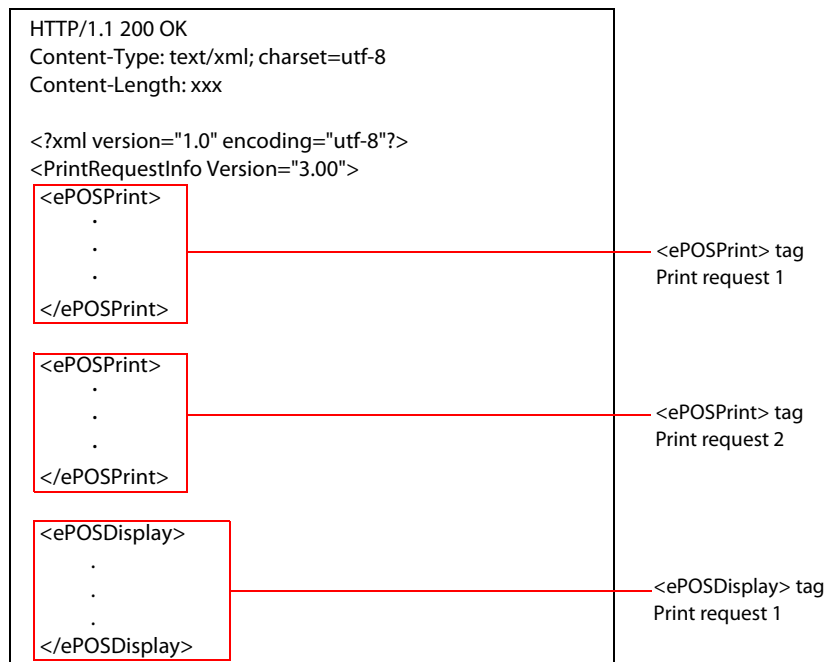 HTTP/1.1 200 OK
Content-Type: text/xml; charset=utf-8
Content-Length: xxx
<?xml version="1.0" encoding="utf-8"?>
<PrintRequestInfo Version="3.00">
<ePOSPrint>
.
.
.
</ePOSPrint>
<ePOSPrint> tag
Print request 1
<ePOSPrint>
.
.
.
</ePOSPrint>
<ePOSPrint> tag
Print request 2
<ePOSDisplay>
.
.
.
</ePOSDisplay>
<ePOSDisplay> tag
Print request 1